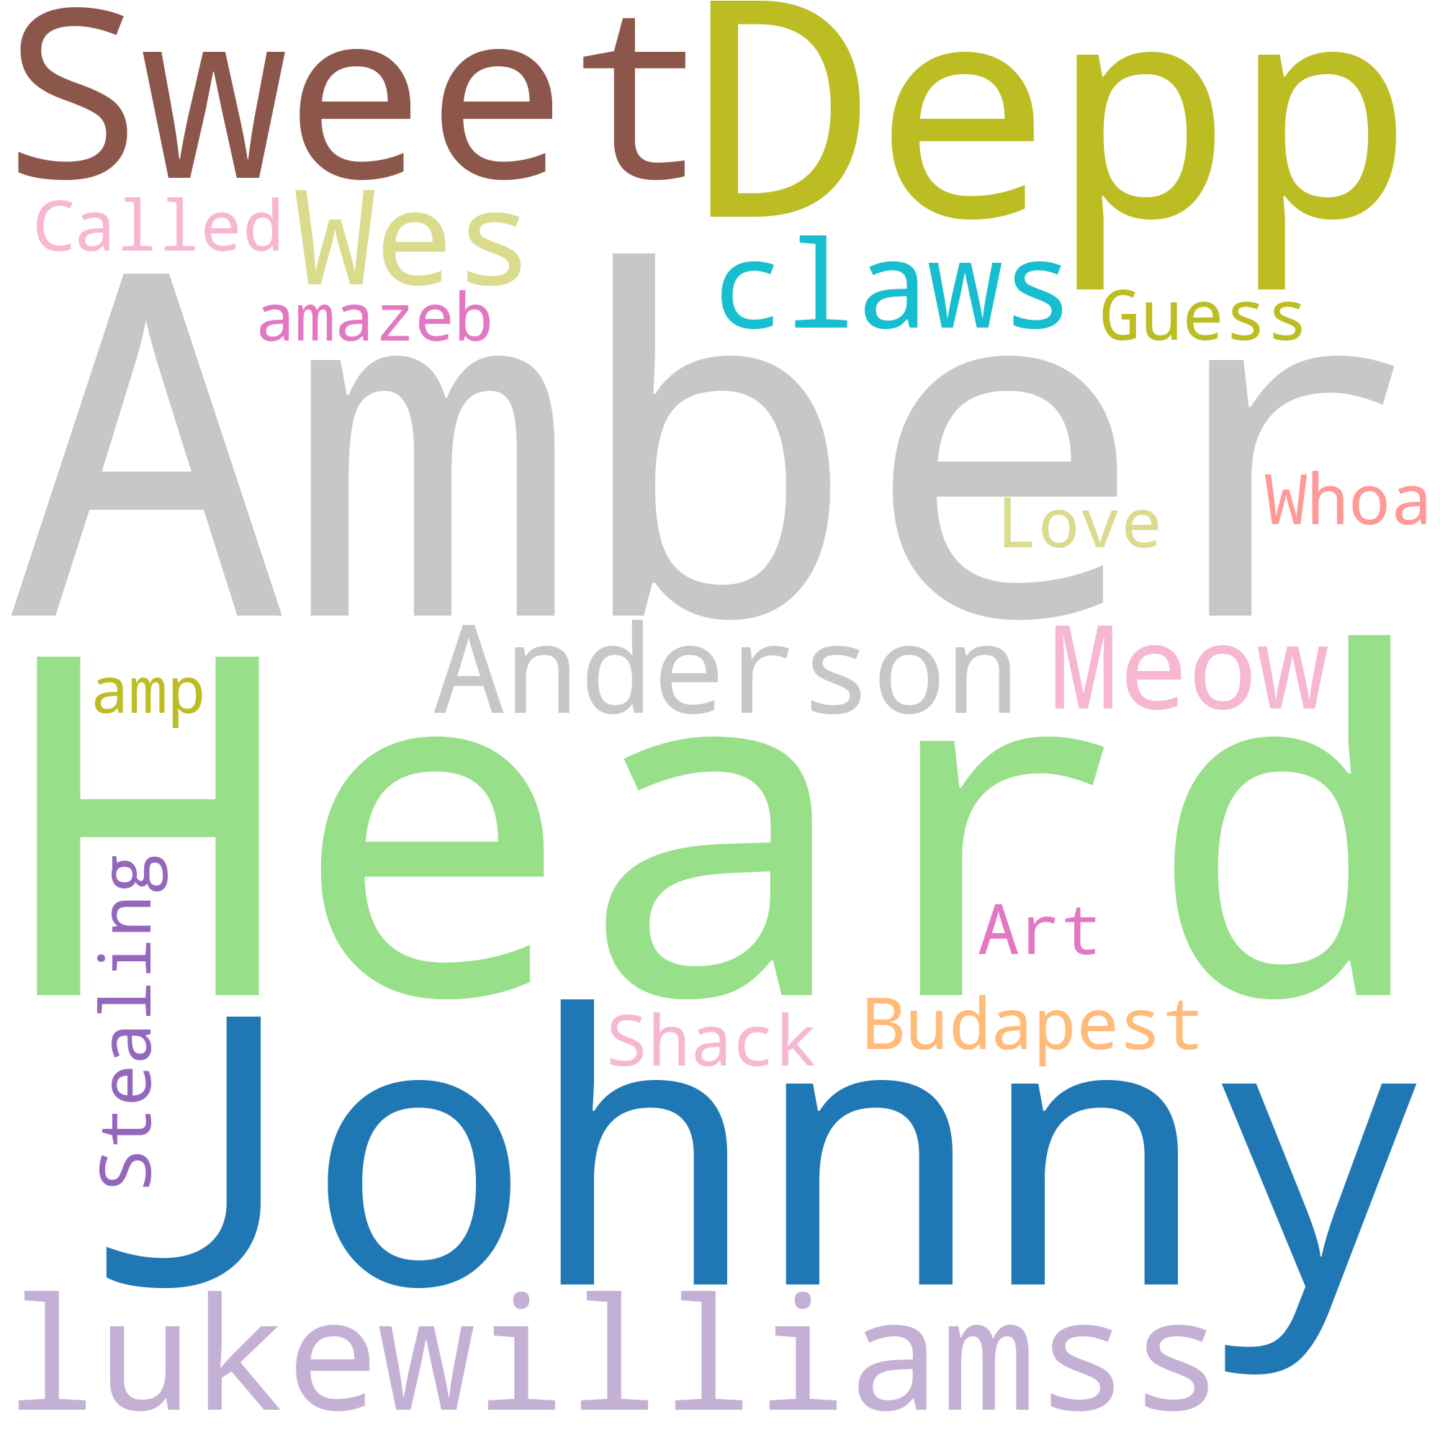 Sweet Depp
Called Wes claws
amazeb Guess
Amber
Love Whoa
Anderson Meow
amp
Heard
Stealing Art
Shack Budapest
Johnny
lukewilliamss